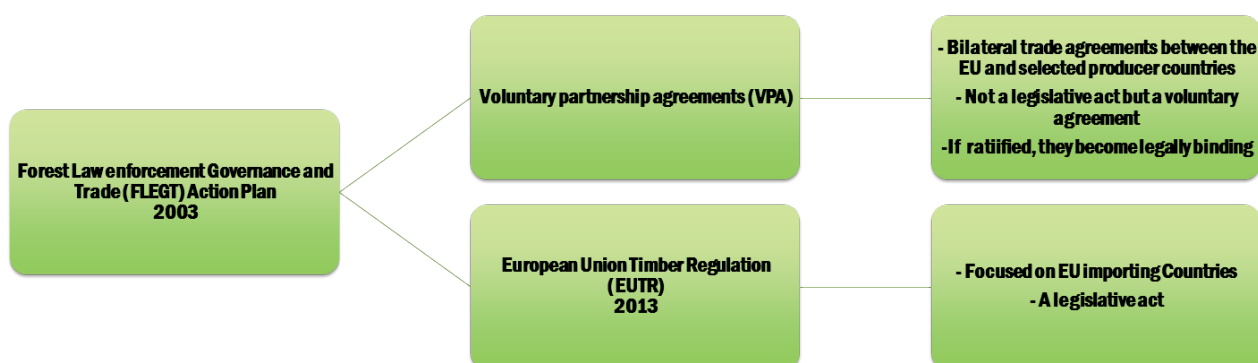 Forest Law enforcement Governance and
Trade (FLEGT) Action Plan
2003
Voluntary partnership agreements (VPA)
- Bilateral trade agreements between the
EU and selected producer countries
- Not a legislative act but a voluntary
agreement
-If ratiified, they become legally binding
European Union Timber Regulation
(EUTR)
2013
- Focused on EU importing Countries
- A legislative act